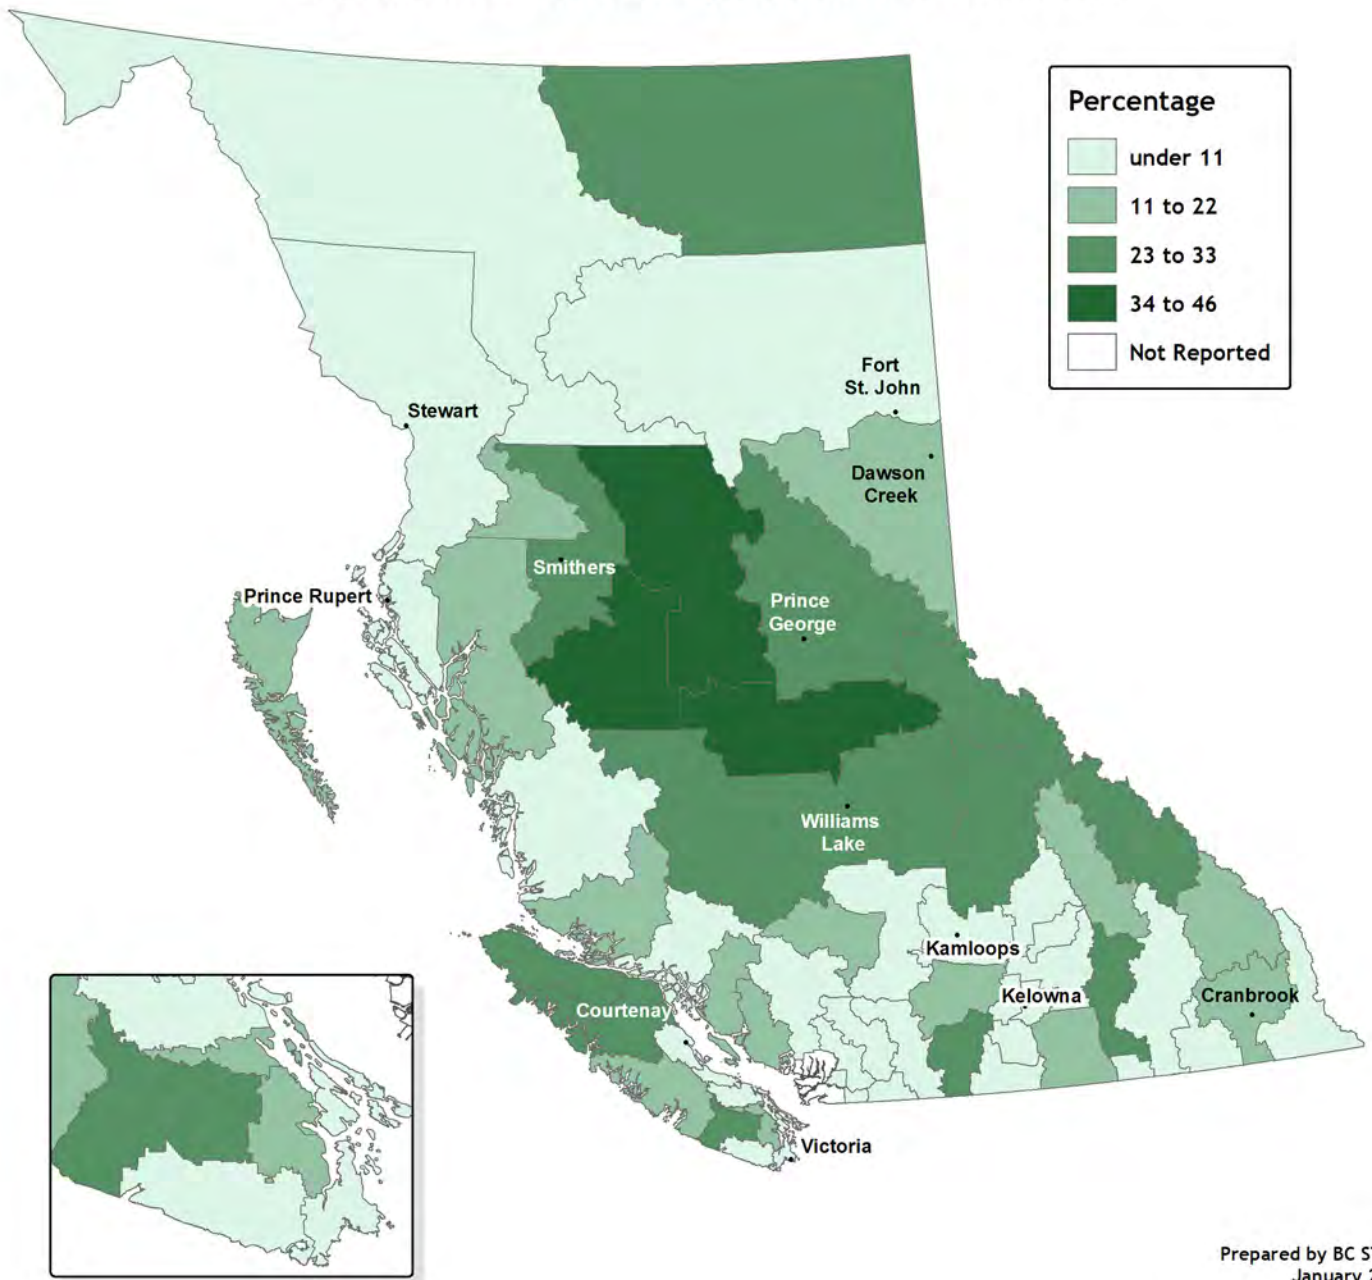 Percentage
under 11
11 to 22
23 to 33
34 to 46
Not Reported
Fort
St. John
Stewart
Dawson
Creek
Smithers
Prince Rupert
Prince
George
Williams
Lake
Kamloops
Kelowna
Cranbrook
Courtenay
Victoria
Prepared by BC
January